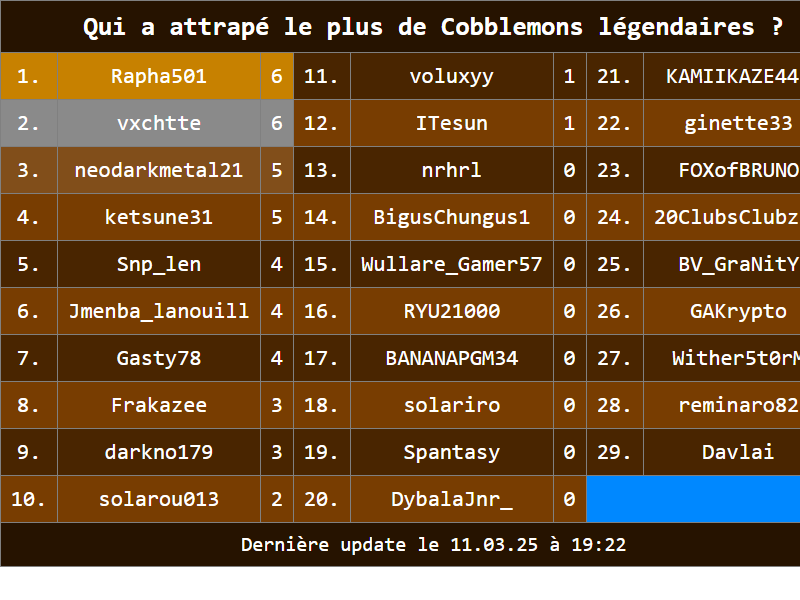 Qui a attrapé le plus de Cobblemons légendaires ?
1. Rapha501 6 11. voluxyy 1 21. KAMIIKAZE44
2. vxchtte 6 12. ITesun 1 22. ginette33
3. neodarkmetal21 5 13. nrhrl 0 23. FOXofBRUNO
4. ketsune31 5 14. BigusChungus1 0 24. 20ClubsClubz
5. Snp_len 4 15. Wullare_Gamer57 0 25. BV_GraNitY
6. Jmenba_lanouill 4 16. RYU21000 0 26. GAKrypto
7. Gasty78 4 17. BANANAPGM34 0 27. Wither5t0rM
8. Frakazee 3 18. solariro 0 28. reminaro82
9. darkno179 3 19. Spantasy 0 29. Davlai
10. solarou013 2 20. DybalaJnr_ 0
Dernière update le 11.03.25 à 19:22